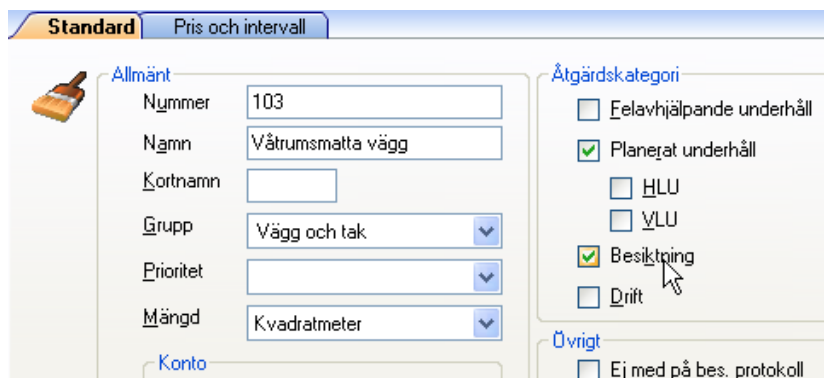 Standard
Pris och intervall
Allmänt
Nummer
103
Namn
Våtrumsmatta vägg
Kortnamn
Grupp
Vägg och tak
Prioritet
Mängd
Kvadratmeter
Konto
Åtgärdskategori
Felavhjälpande underhåll
Planerat underhåll
HLU
VLU
Besiktning
Drift
Övrigt
Ej med på bes. protokoll